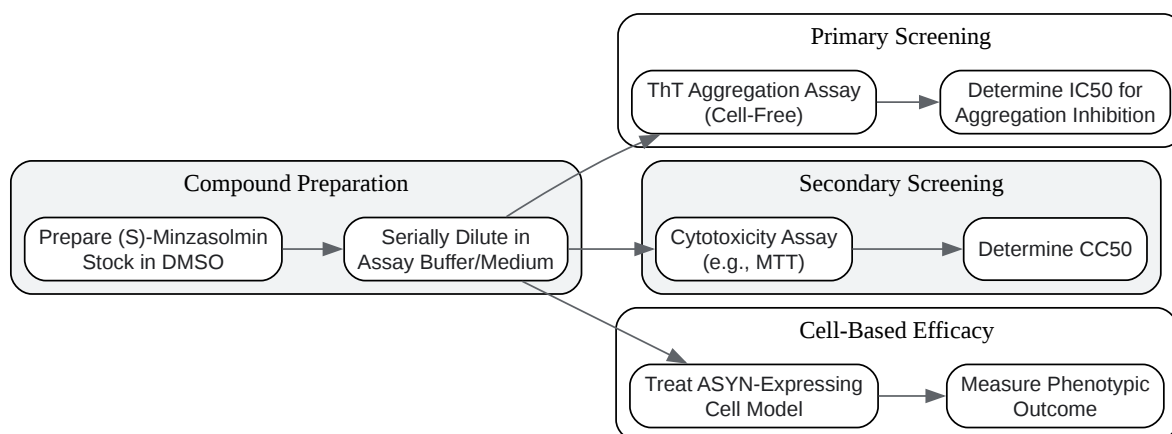 Primary Screening
ThT Aggregation Assay
(Cell-Free)
Determine IC50 for
Aggregation Inhibition
Compound Preparation
Prepare (S)-Minzasolmin
Stock in DMSO
Serially Dilute in
Assay Buffer/Medium
Secondary Screening
Cytotoxicity Assay
(e.g., MTT)
Determine CC50
Cell-Based Efficacy
Treat ASYN-Expressing
Cell Model
Measure Phenotypic
Outcome